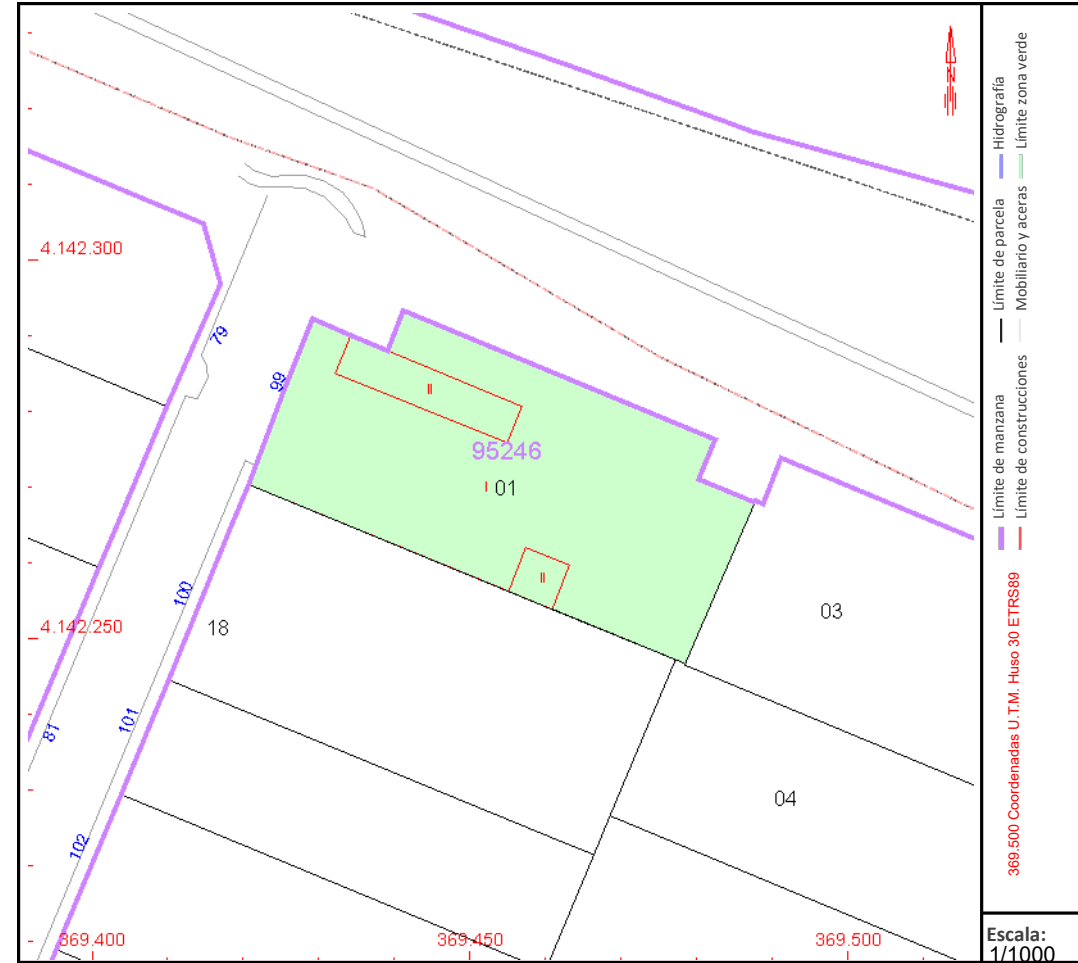 N
4.142.300
79
99
II
95246
I 01
II
100
03
4.142.250
18
101
81
04
102
369.400
369.450
369.500
369.500 Coordenadas U.T.M. Huso 30 ETRS89
Límite de manzana
Límite de parcela
Hidrografía
Límite de construcciones
Mobiliario y aceras
Límite zona verde
Escala:
1/1000